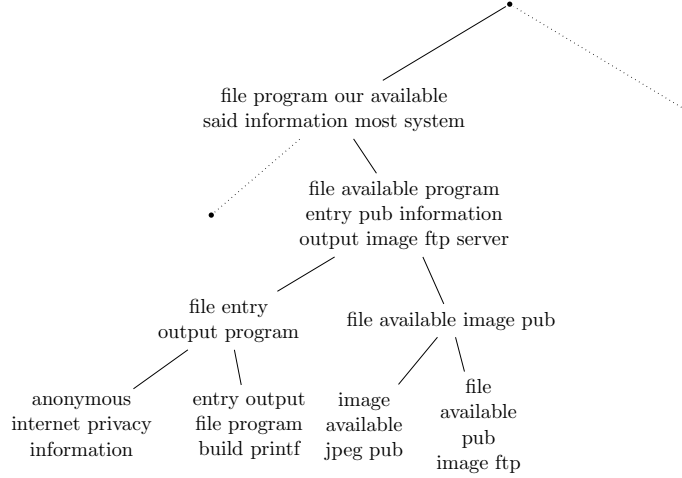 file program our available
said information most system
file available program
entry pub information
output image ftp server
file entry
output program
file available image pub
anonymous
internet privacy
information
entry output
file program
build printf
image
available
jpeg pub
file
available
pub
image ftp